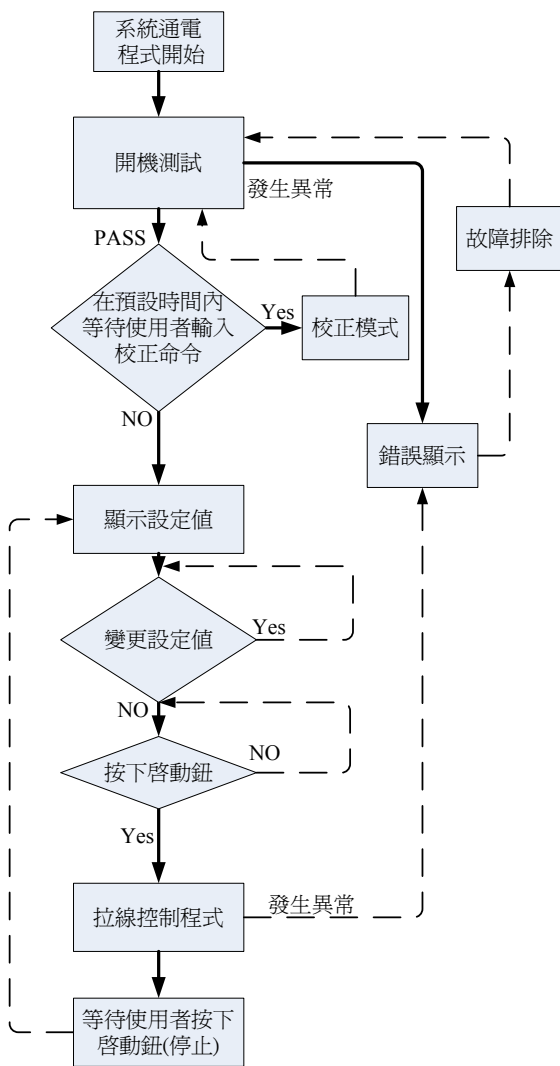 系統通電
程式開始
開機測試
發生異常
PASS
故障排除
在預設時間內
等待使用者輸入
校正命令
Yes
校正模式
NO
錯誤顯示
顯示設定值
變更設定值
Yes
NO
按下啓動鈕
NO
Yes
拉線控制程式
發生異常
等待使用者按下
啓動鈕(停止)